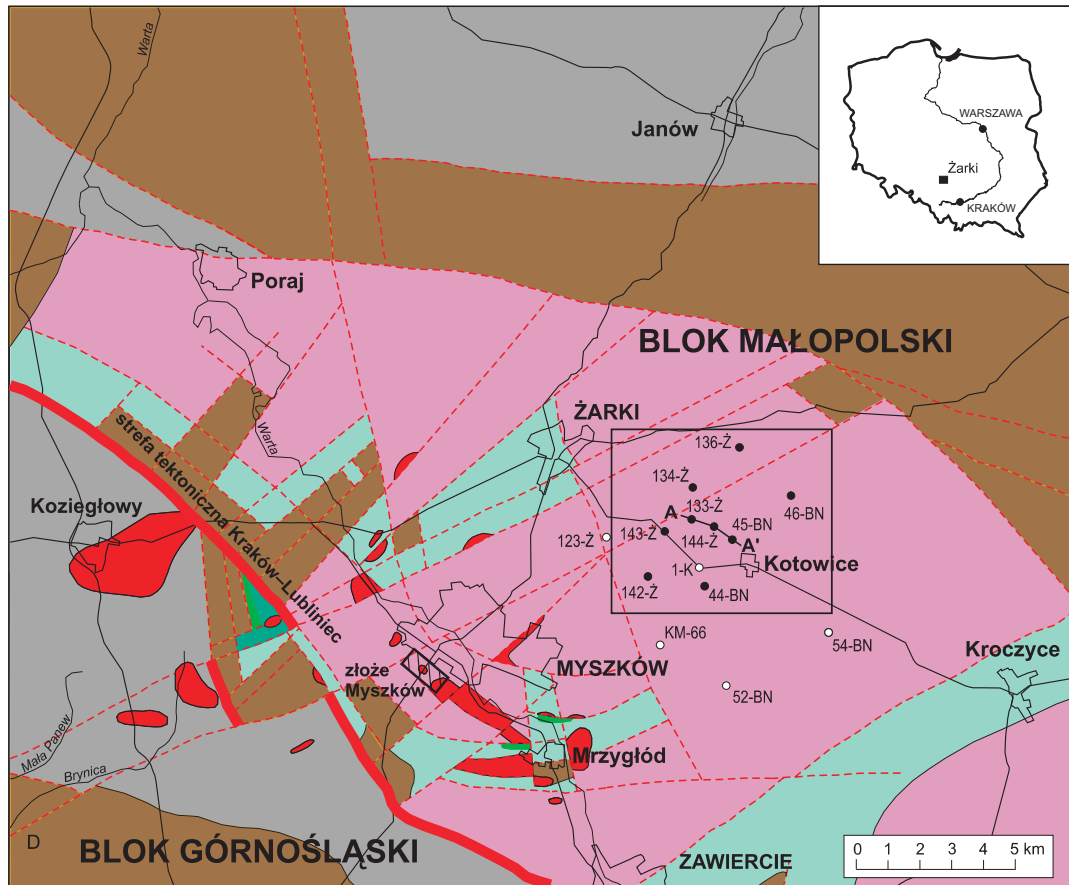 Warta
Janów
WARSZAWA
Żarki
KRAKÓW
Poraj
BLOK MAŁOPOLSKI
Warta
ŻARKI
strefa tektoniczna Kraków–Lubliniec
Koziegłowy
136-Ż
134-Ż
133-Ż
A
45-BN
46-BN
143-Ż
144-Ż
A'
123-Ż
1-K
Kotowice
142-Ż
44-BN
KM-66
54-BN
52-BN
Kroczyce
złoże
Myszków
MYSZKÓW
Mrzygłód
Mała Panew
Brynica
D
BLOK GÓRNOŚLĄSKI
ZAWIERCIE
0 1 2 3 4 5 km